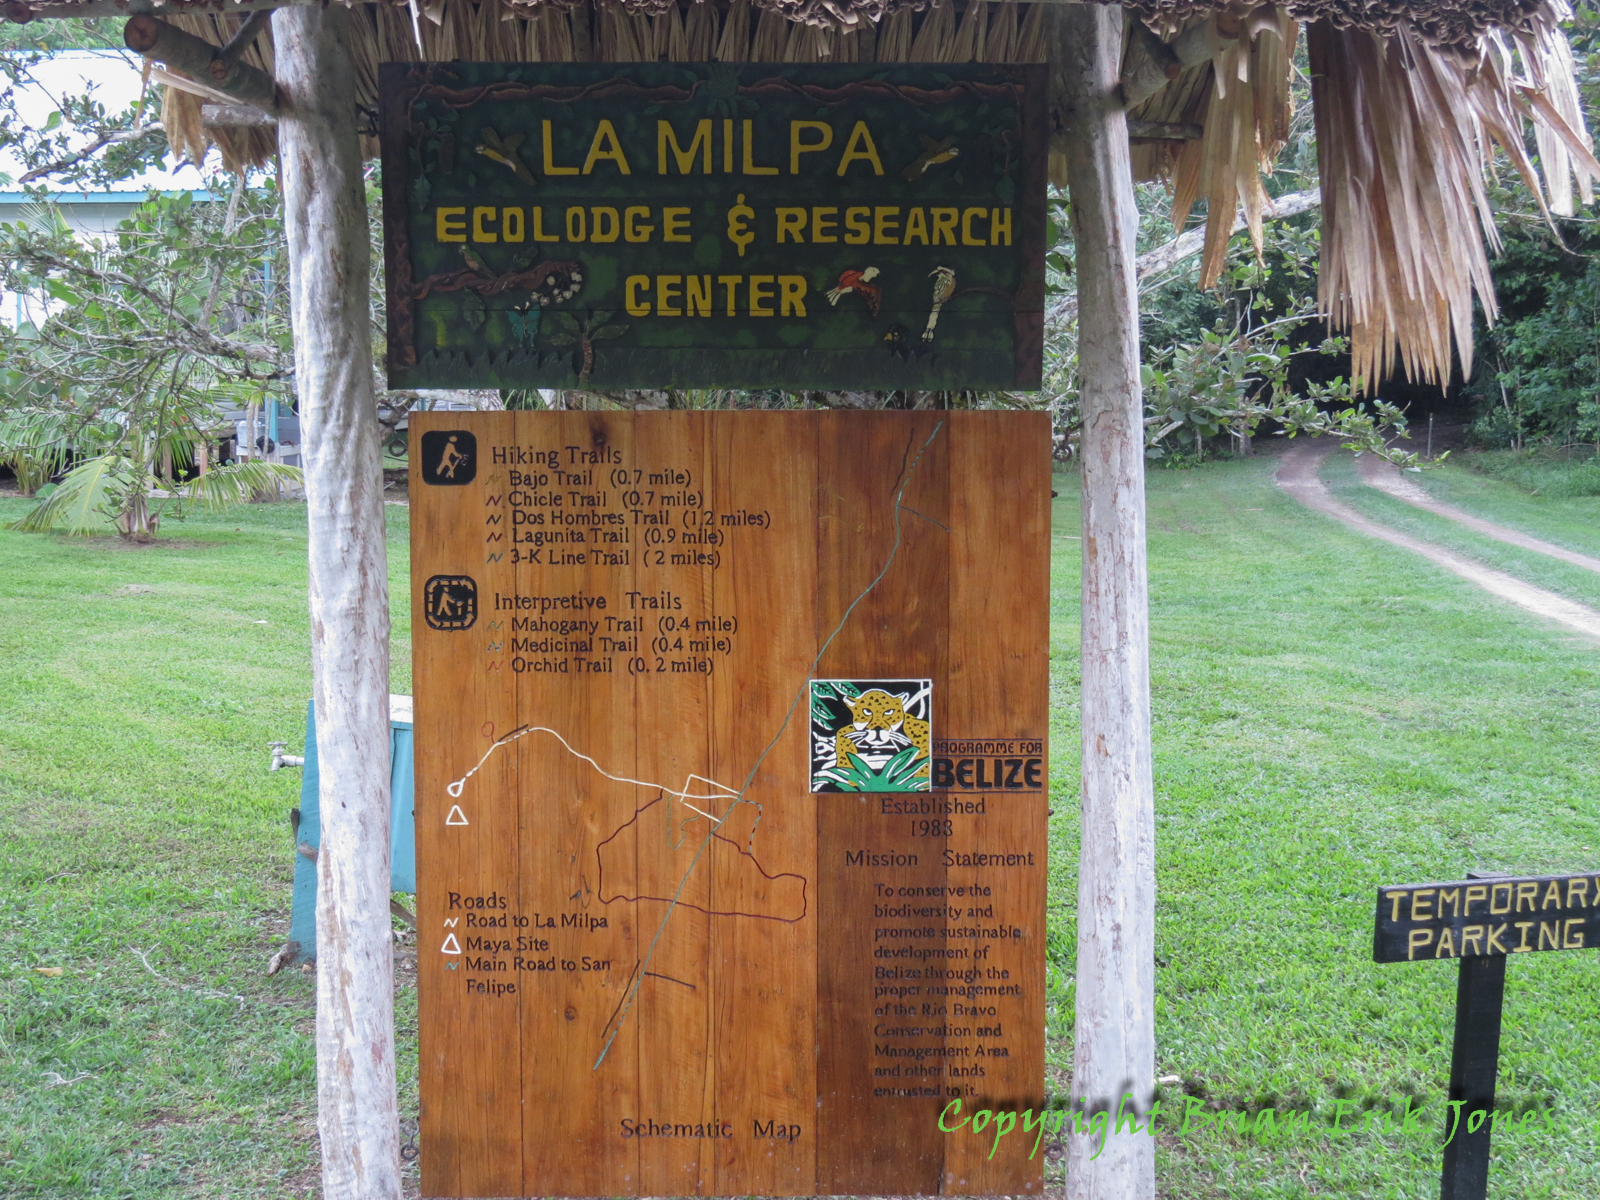 LA MILPA
ECOLODGE & RESEARCH
CENTER
Hiking Trails
Bajo Trail (0.7 mile)
Chicle Trail (0.7 mile)
Dos Hombres Trail (1.2 miles)
Lagunita Trail (0.9 mile)
3-K Line Trail ( 2 miles)
Interpretive Trails
Mahogany Trail (0.4 mile)
Medicinal Trail (0.4 mile)
Orchid Trail (0. 2 mile)
PROGRAMME FOR
BELIZE
Established
1988
Mission Statement
To conserve the
biodiversity and
promote sustainable
development of
Belize through the
proper management
of the Rio Bravo
Conservation and
Management Area
and other lands
entrusted to it.
Roads
Road to La Milpa
Maya Site
Main Road to San
Felipe
Schematic Map
TEMPORARY
PARKING
Copyright Brian Erik Jones